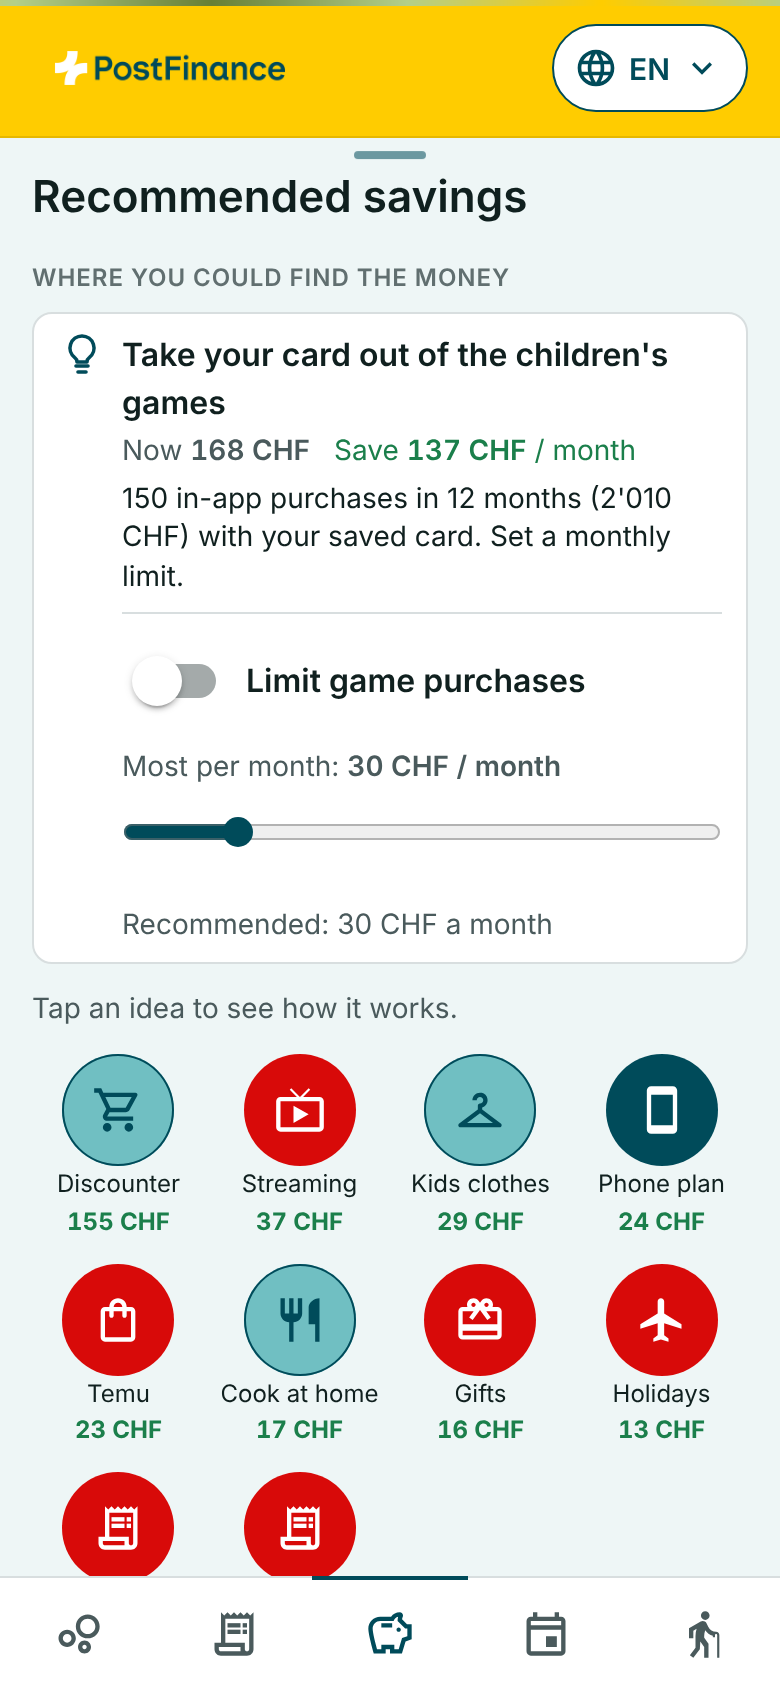 PostFinance
EN
Recommended savings
WHERE YOU COULD FIND THE MONEY
Take your card out of the children's
games
Now 168 CHF Save 137 CHF / month
150 in-app purchases in 12 months (2'010
CHF) with your saved card. Set a monthly
limit.
Limit game purchases
Most per month: 30 CHF / month
Recommended: 30 CHF a month
Tap an idea to see how it works.
Discounter Streaming Kids clothes Phone plan
155 CHF 37 CHF 29 CHF 24 CHF
Temu Cook at home Gifts Holidays
23 CHF 17 CHF 16 CHF 13 CHF